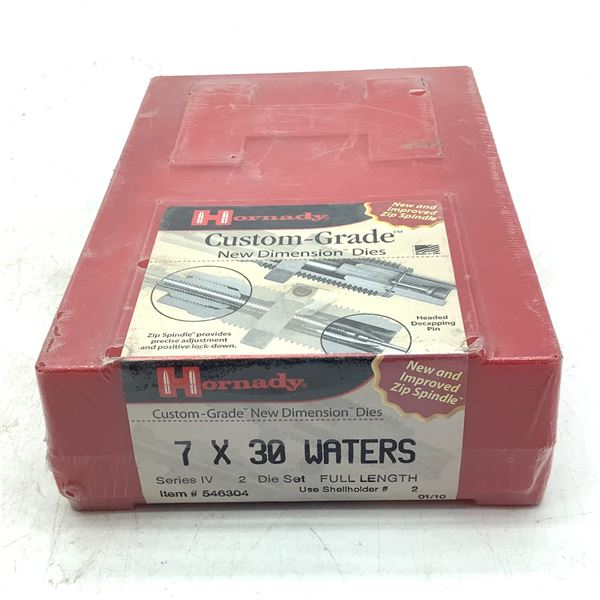 New and
Improved
Zip Spindle™
Hornady®
Custom-Grade™
New Dimension™ Dies
Zip Spindle™ provides
precise adjustment
and positive lock-down.
Headed
Decapping
Pin
Hornady®
New and
Improved
Zip Spindle™
Custom-Grade™ New Dimension™ Dies
7 X 30 WATERS
Series IV 2 Die Set FULL LENGTH
Item # 546304 Use Shellholder # 2
01/10